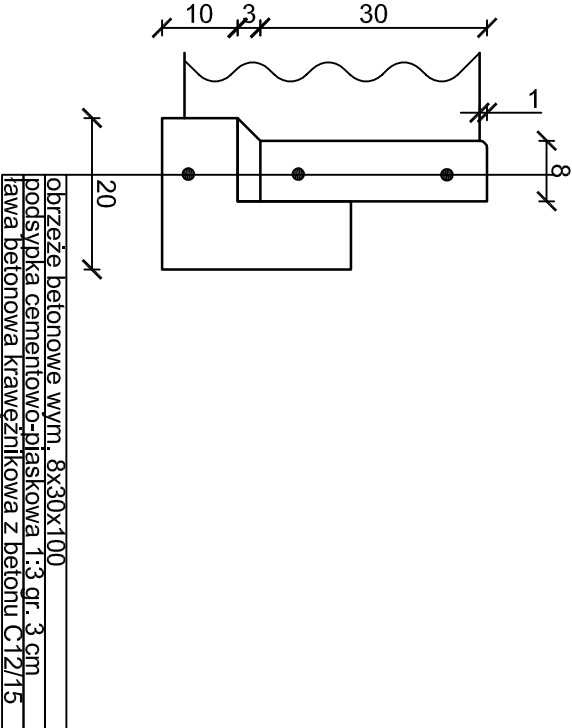 10 3 30
1
8
20
obrzeże betonowe wym. 8x30x100
podsypka cementowo-piaskowa 1:3 gr. 3 cm
ława betonowa krawężnikowa z betonu C12/15